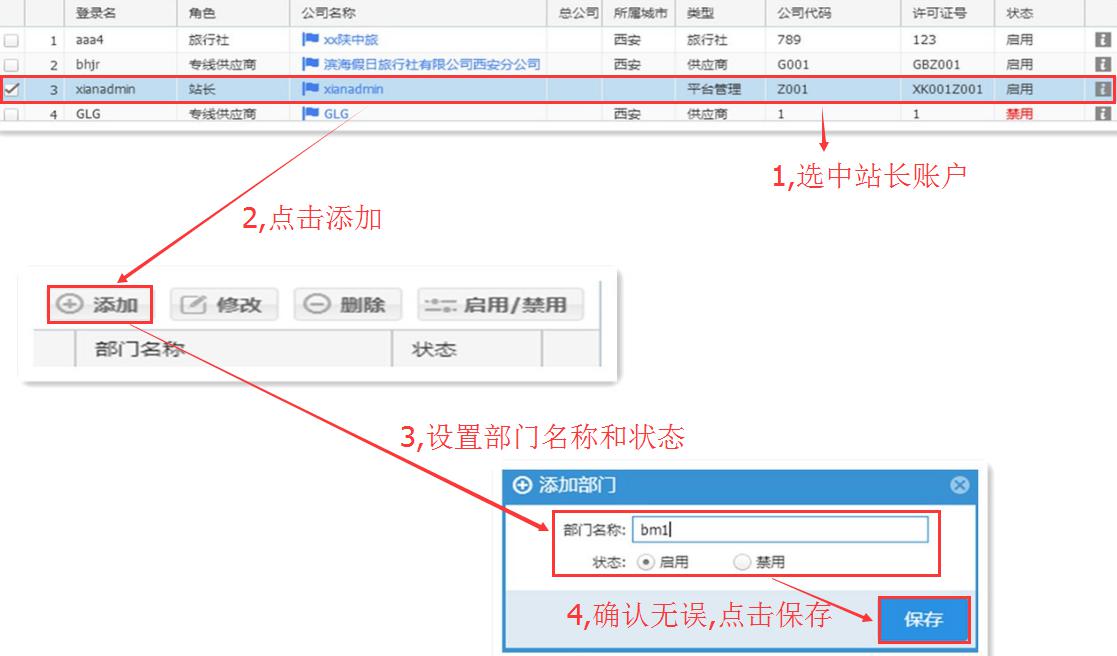 登录名 角色 公司名称 总公司 所属城市 类型 公司代码 许可证号 状态
1 aaa4 旅行社 xx陕中旅 西安 旅行社 789 123 启用
2 bhjr 专线供应商 滨海假日旅行社有限公司西安分公司 西安 供应商 G001 GBZ001 启用
3 xianadmin 站长 xianadmin 平台管理 Z001 XK001Z001 启用
4 GLG 专线供应商 GLG 西安 供应商 1 1 禁用
1,选中站长账户
2,点击添加
添加 修改 删除 启用/禁用
部门名称 状态
3,设置部门名称和状态
添加部门
部门名称: bm1
状态: 启用 禁用
4,确认无误,点击保存
保存